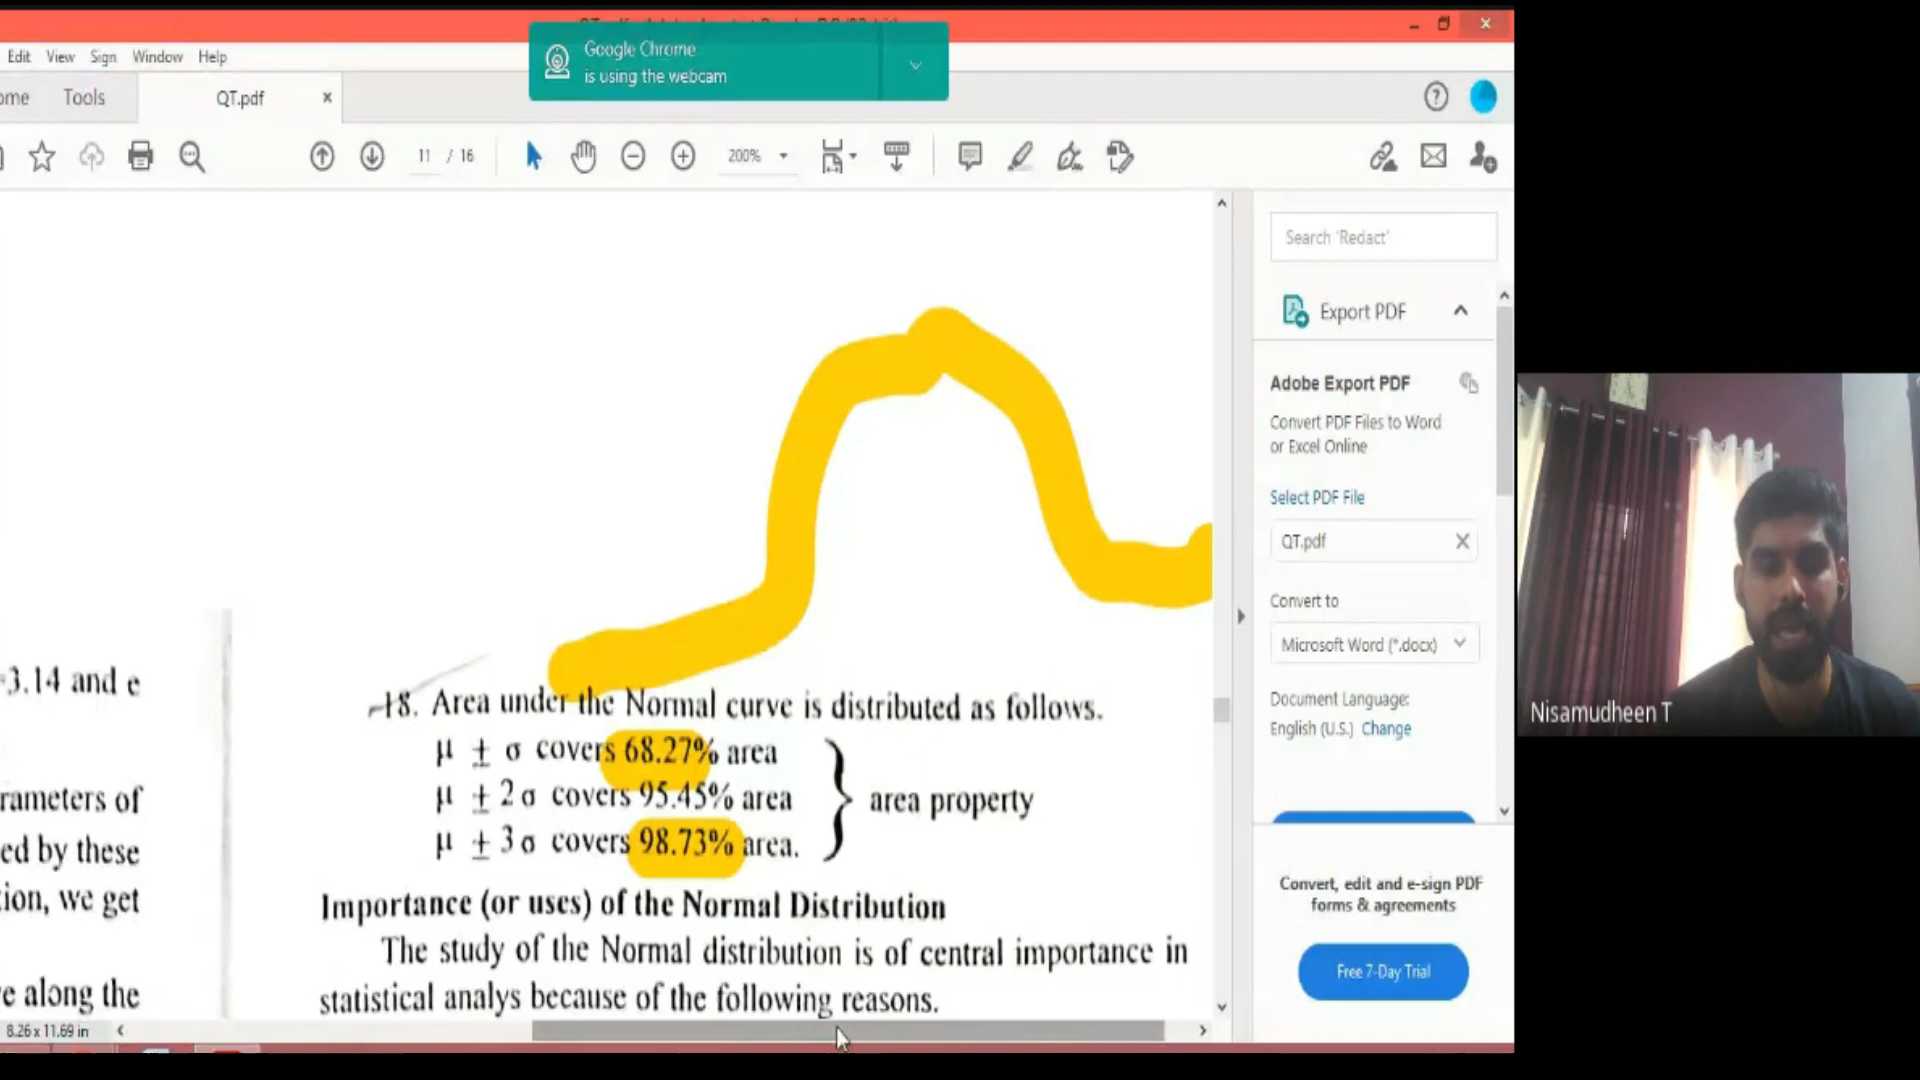 Google Chrome
is using the webcam
Edit View Sign Window Help
ome Tools QT.pdf
11 / 16 200%
Search 'Redact'
Export PDF
Adobe Export PDF
Convert PDF Files to Word
or Excel Online
Select PDF File
QT.pdf
Convert to
Microsoft Word (*.docx)
Document Language:
English (U.S.) Change
Convert, edit and e-sign PDF
forms & agreements
Free 7-Day Trial
3.14 and e
rameters of
ed by these
ion, we get
e along the
18. Area under the Normal curve is distributed as follows.
μ ± σ covers 68.27% area
μ ± 2σ covers 95.45% area
μ ± 3σ covers 98.73% area.
area property
Importance (or uses) of the Normal Distribution
The study of the Normal distribution is of central importance in
statistical analys because of the following reasons.
8.26 x 11.69 in
Nisamudheen T